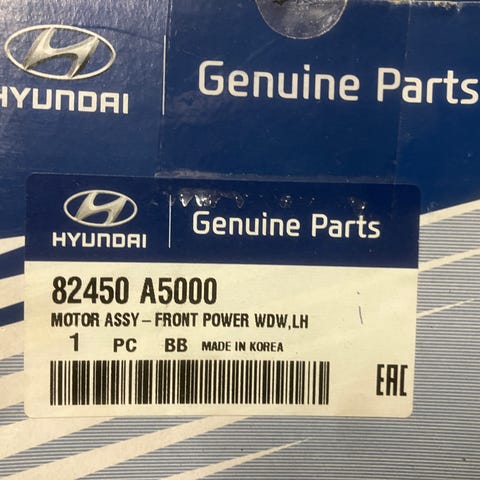 HYUNDAI
Genuine Parts
HYUNDAI
Genuine Parts
82450 A5000
MOTOR ASSY-FRONT POWER WDW,LH
1 PC BB MADE IN KOREA
EAC